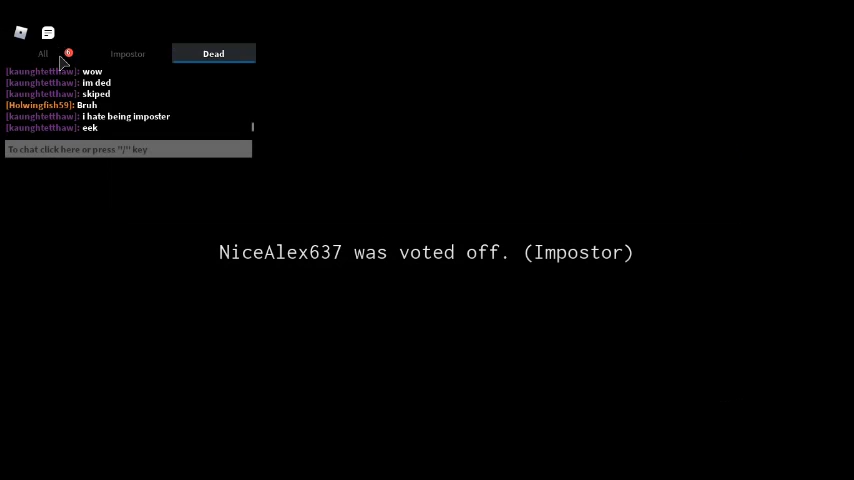 All 6 Impostor Dead
[kaunghtetthaw]: wow
[kaunghtetthaw]: im ded
[kaunghtetthaw]: skiped
[Holwingfish59]: Bruh
[kaunghtetthaw]: i hate being imposter
[kaunghtetthaw]: eek
To chat click here or press "/" key
NiceAlex637 was voted off. (Impostor)